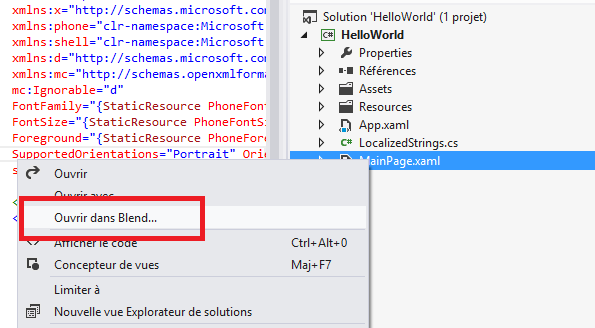 xmlns:x="http://schemas.microsoft.com
xmlns:phone="clr-namespace:Microsoft
xmlns:shell="clr-namespace:Microsoft
xmlns:d="http://schemas.microsoft.com
xmlns:mc="http://schemas.openxmlforma
mc:Ignorable="d"
FontFamily="{StaticResource PhoneFont
FontSize="{StaticResource PhoneFontSi
Foreground="{StaticResource PhoneFore
SupportedOrientations="Portrait" Ori
s
<
<
Solution 'HelloWorld' (1 projet)
C# HelloWorld
Properties
Références
Assets
Resources
App.xaml
LocalizedStrings.cs
MainPage.xaml
Ouvrir
Ouvrir avec
Ouvrir dans Blend...
Afficher le code Ctrl+Alt+0
Concepteur de vues Maj+F7
Limiter à
Nouvelle vue Explorateur de solutions